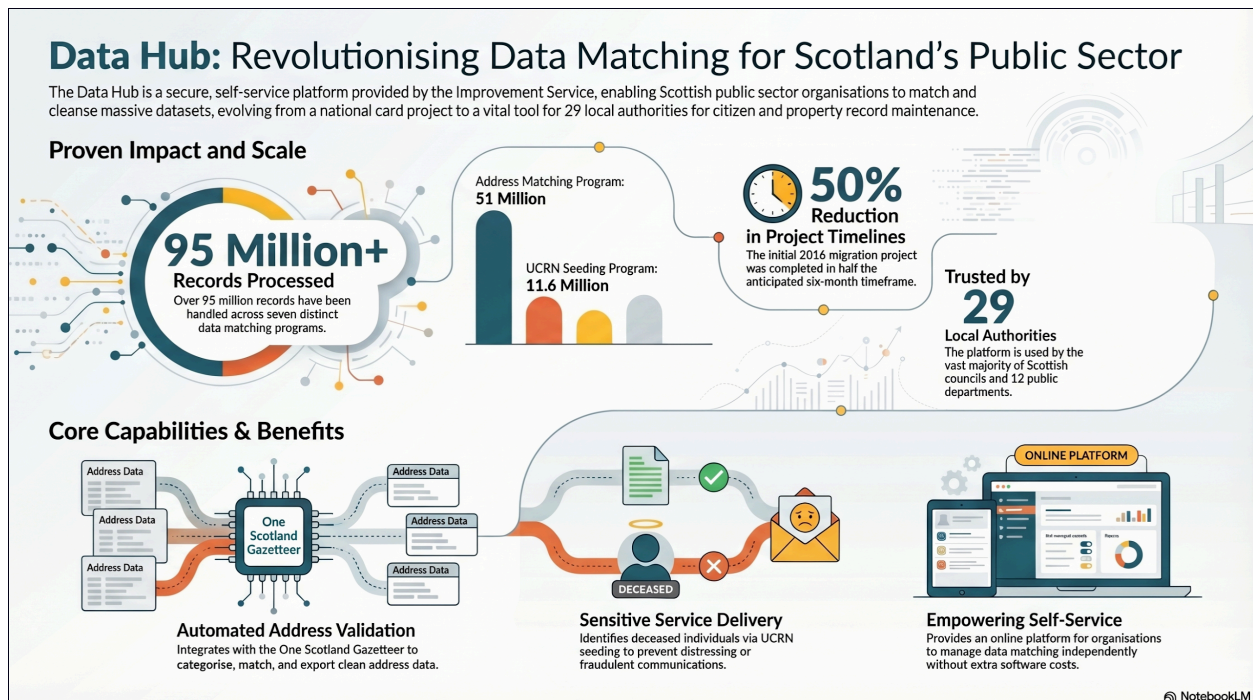 Data Hub: Revolutionising Data Matching for Scotland's Public Sector
The Data Hub is a secure, self-service platform provided by the Improvement Service, enabling Scottish public sector organisations to match and
cleanse massive datasets, evolving from a national card project to a vital tool for 29 local authorities for citizen and property record maintenance.
Proven Impact and Scale
95 Million+
Records Processed
Over 95 million records have been
handled across seven distinct
data matching programs.
Address Matching Program:
51 Million
UCRN Seeding Program:
11.6 Million
50%
Reduction
in Project Timelines
The initial 2016 migration project
was completed in half the
anticipated six-month timeframe.
Trusted by
29
Local Authorities
The platform is used by the
vast majority of Scottish
councils and 12 public
departments.
Core Capabilities & Benefits
Address Data
Address Data
Address Data
One
Scotland
Gazetteer
Address Data
Address Data
Address Data
Automated Address Validation
Integrates with the One Scotland Gazetteer to
categorise, match, and export clean address data.
DECEASED
Sensitive Service Delivery
Identifies deceased individuals via UCRN
seeding to prevent distressing or
fraudulent communications.
ONLINE PLATFORM
Empowering Self-Service
Provides an online platform for organisations
to manage data matching independently
without extra software costs.
NotebookLM